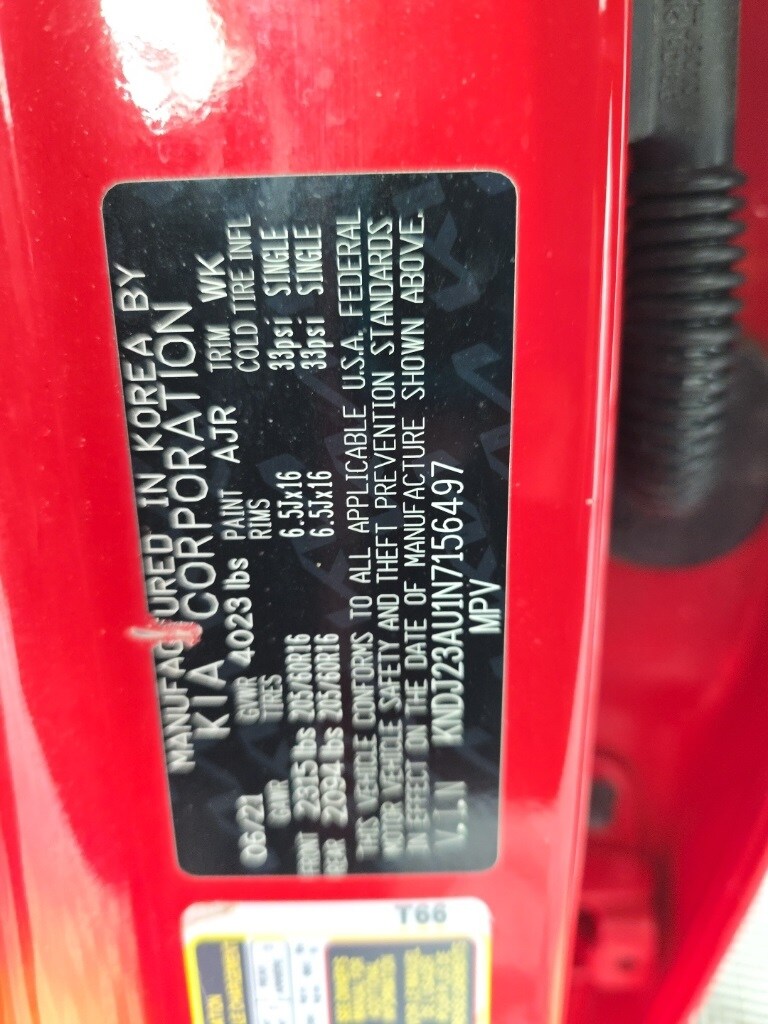 MANUFACTURED IN KOREA BY
KIA CORPORATION
06/21 GVWR 4023 lbs PAINT AJR TRIM WK
GAWR TIRES RIMS COLD TIRE INFL
FRONT 2315 lbs 205/60R16 6.5Jx16 33psi SINGLE
REAR 2094 lbs 205/60R16 6.5Jx16 33psi SINGLE
THIS VEHICLE CONFORMS TO ALL APPLICABLE U.S.A. FEDERAL
MOTOR VEHICLE SAFETY AND THEFT PREVENTION STANDARDS
IN EFFECT ON THE DATE OF MANUFACTURE SHOWN ABOVE.
V.I.N KNDJ23AU1N7156497
MPV
T66